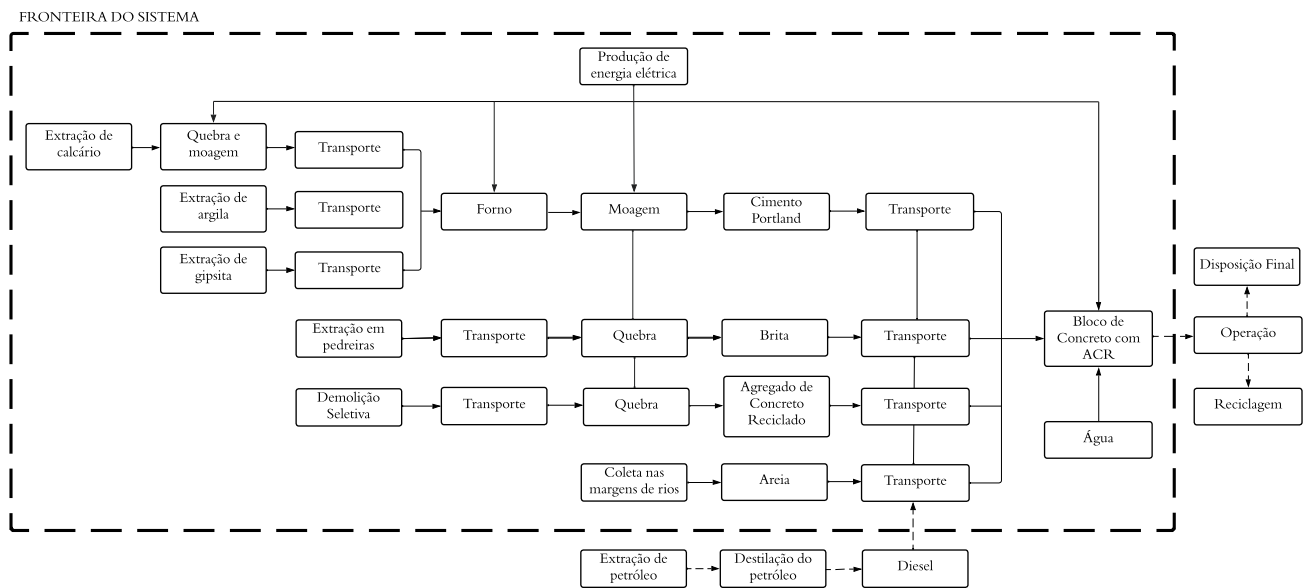 FRONTEIRA DO SISTEMA
Produção de
energia elétrica
Extração de
calcário
Quebra e
moagem
Transporte
Extração de
argila
Transporte
Forno
Moagem
Cimento
Portland
Transporte
Extração de
gipsita
Transporte
Disposição Final
Extração em
pedreiras
Transporte
Quebra
Brita
Transporte
Bloco de
Concreto com
ACR
Operação
Demolição
Seletiva
Transporte
Quebra
Agregado de
Concreto
Reciclado
Transporte
Reciclagem
Água
Coleta nas
margens de rios
Areia
Transporte
Extração de
petróleo
Destilação do
petróleo
Diesel